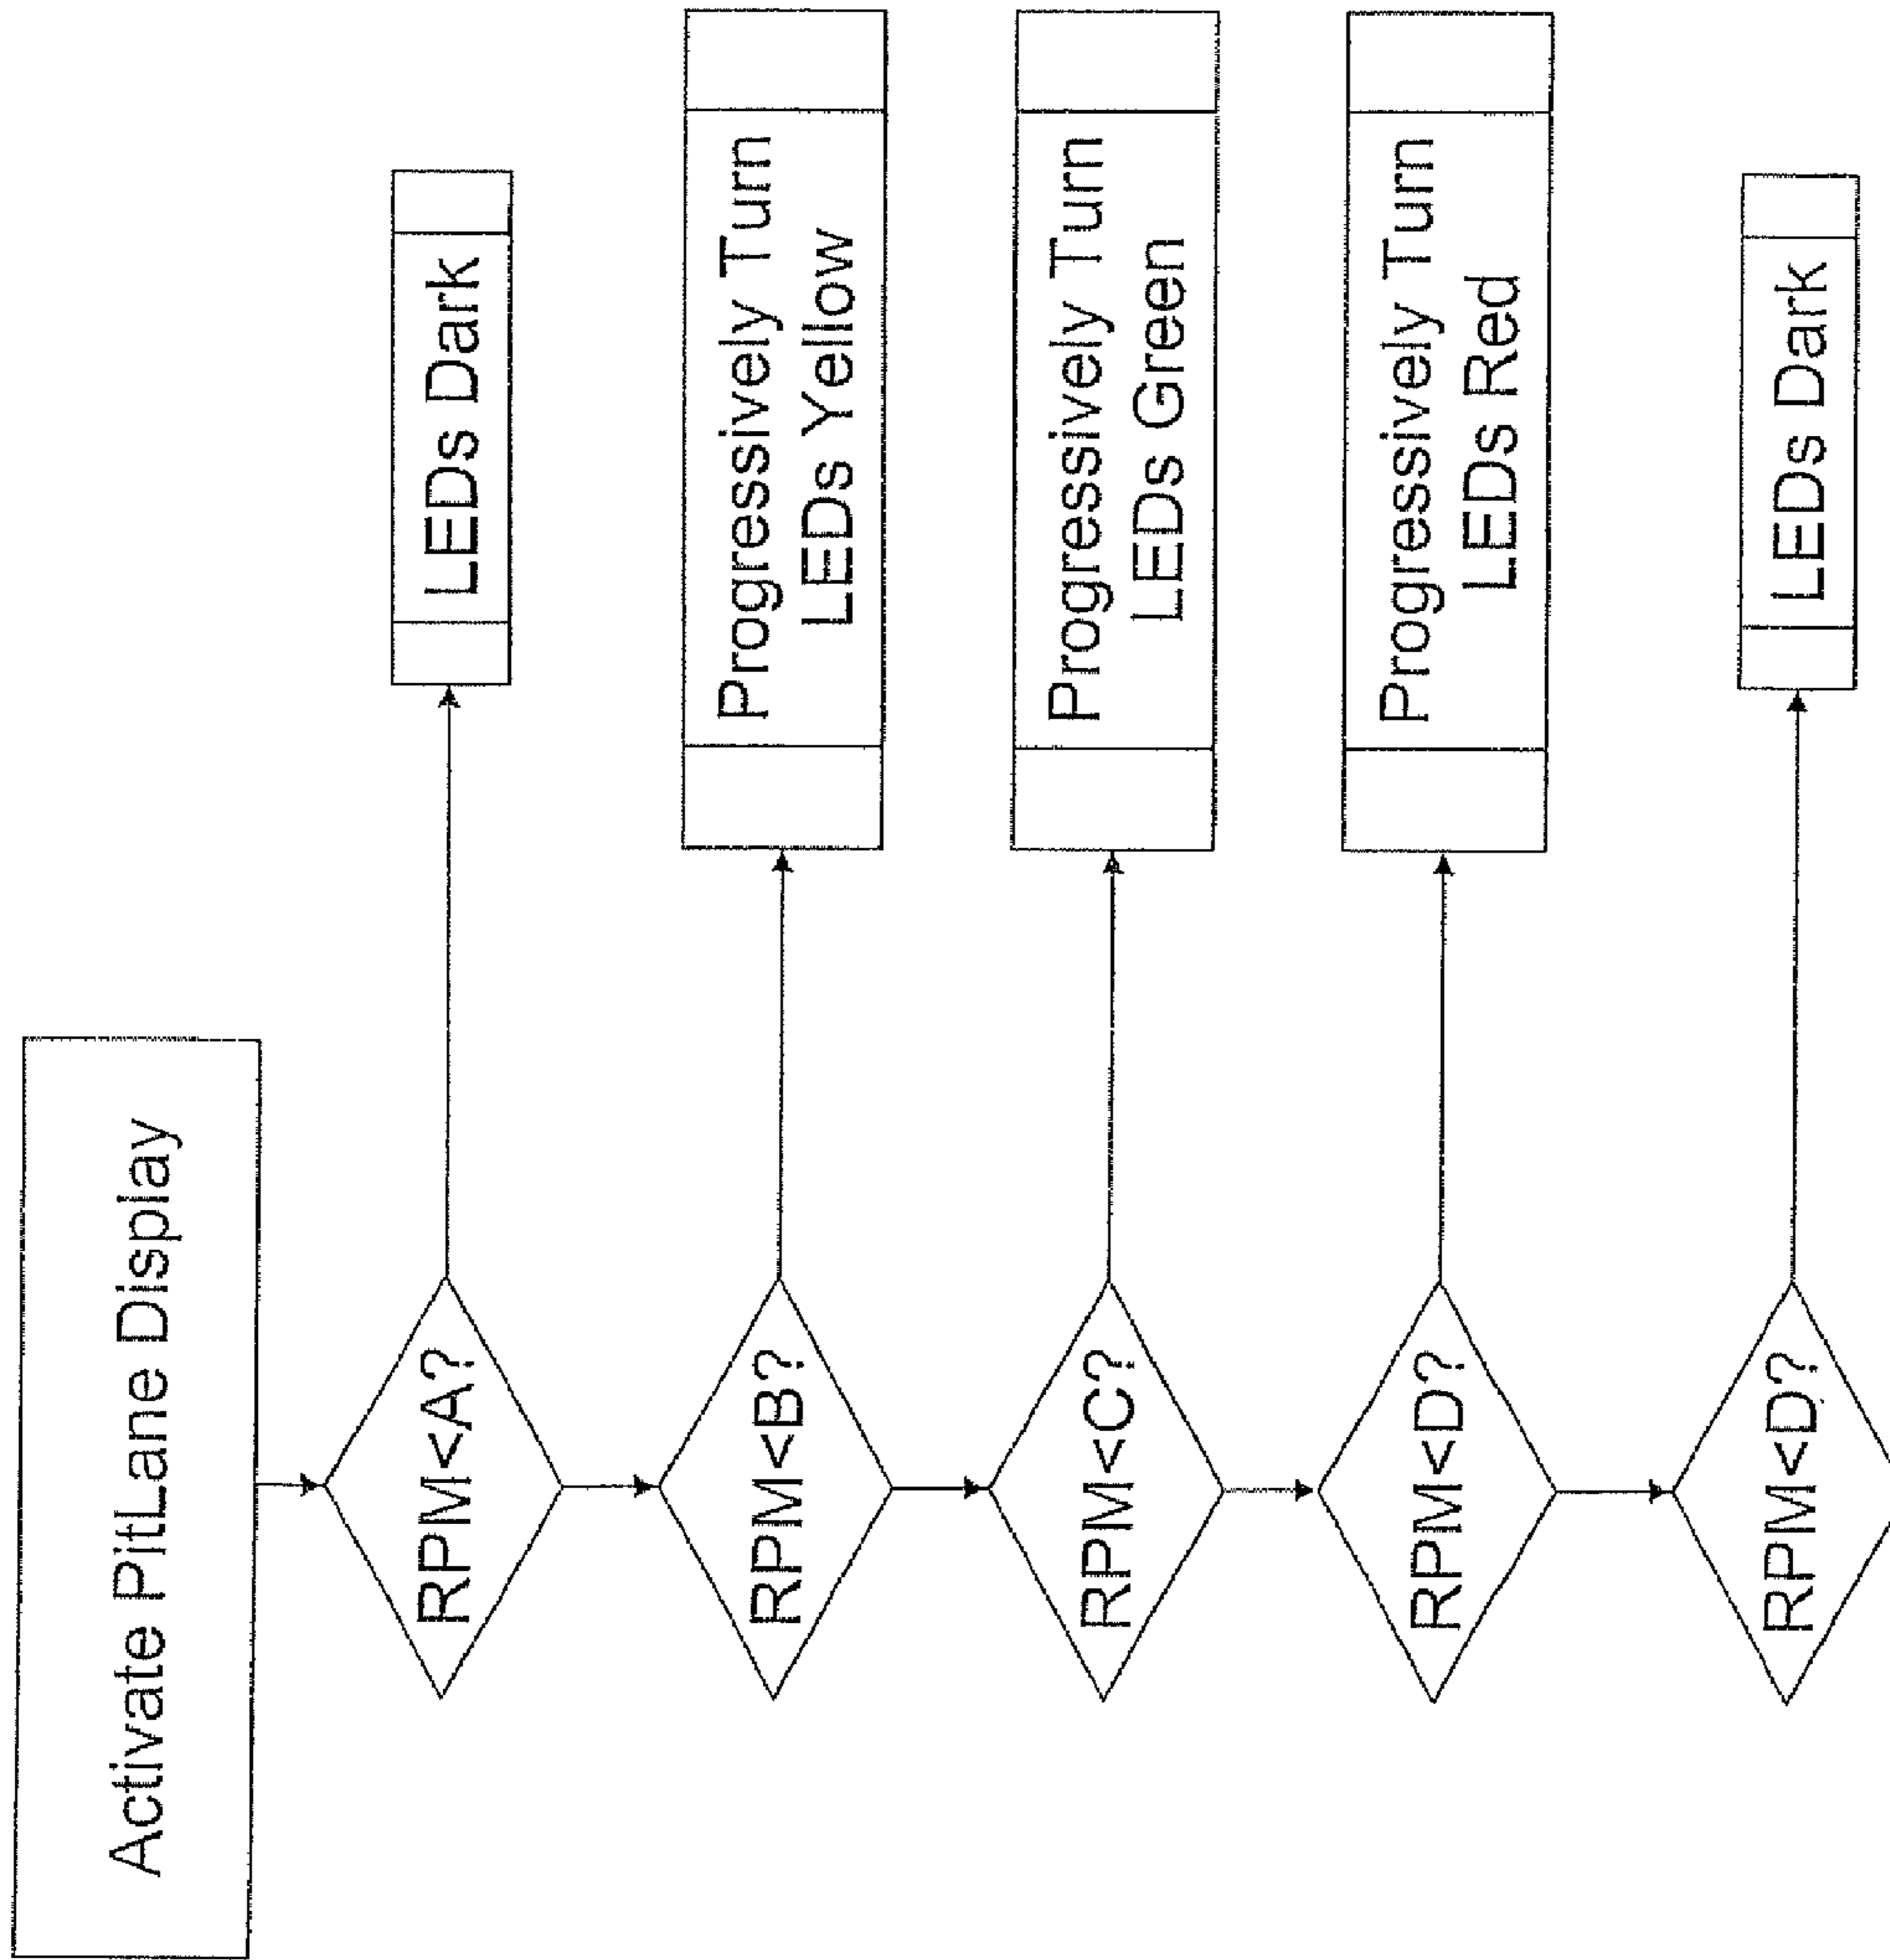 Activate PitLane Display
RPM<A?
LEDs Dark
RPM<B?
Progressively Turn
LEDs Yellow
RPM<C?
Progressively Turn
LEDs Green
RPM<D?
Progressively Turn
LEDs Red
RPM<D?
LEDs Dark